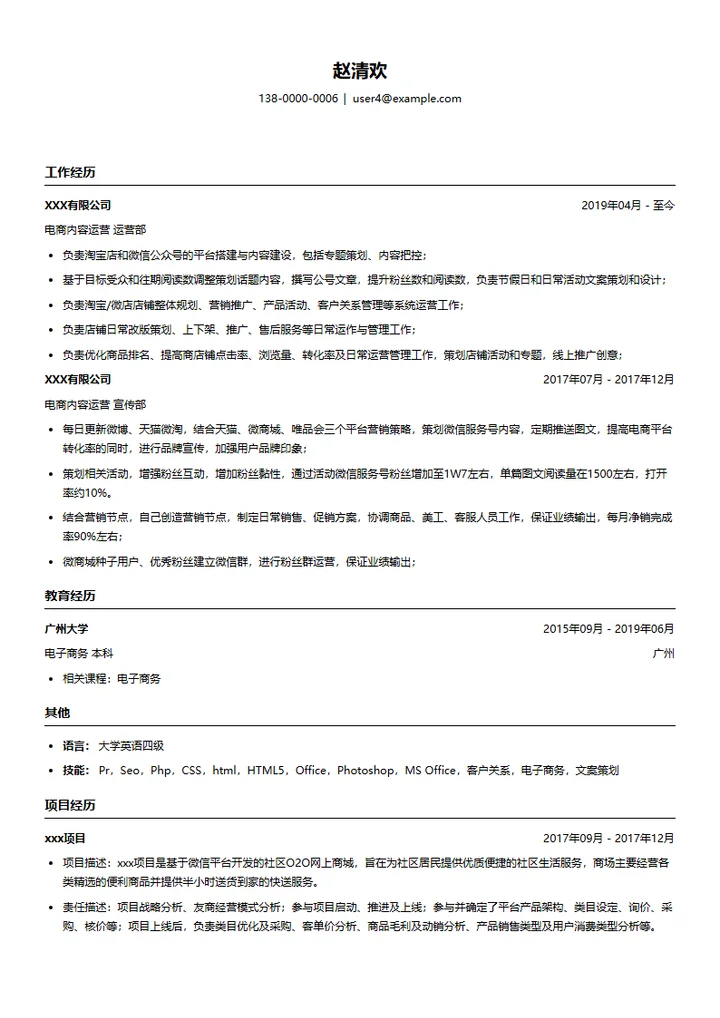 赵清欢
138-0000-0006 | user4@example.com
工作经历
XXX有限公司 2019年04月 - 至今
电商内容运营 运营部
• 负责淘宝店和微信公众号的平台搭建与内容建设，包括专题策划、内容把控；
• 基于目标受众和往期阅读数调整策划话题内容，撰写公号文章，提升粉丝数和阅读数，负责节假日和日常活动文案策划和设计；
• 负责淘宝/微店店铺整体规划、营销推广、产品活动、客户关系管理等系统运营工作；
• 负责店铺日常改版策划、上下架、推广、售后服务等日常运作与管理工作；
• 负责优化商品排名、提高商店铺点击率、浏览量、转化率及日常运营管理工作，策划店铺活动和专题，线上推广创意；
XXX有限公司 2017年07月 - 2017年12月
电商内容运营 宣传部
• 每日更新微博、天猫微淘，结合天猫、微商城、唯品会三个平台营销策略，策划微信服务号内容，定期推送图文，提高电商平台
转化率的同时，进行品牌宣传，加强用户品牌印象；
• 策划相关活动，增强粉丝互动，增加粉丝黏性，通过活动微信服务号粉丝增加至1W7左右，单篇图文阅读量在1500左右，打开
率约10%。
• 结合营销节点，自己创造营销节点，制定日常销售、促销方案，协调商品、美工、客服人员工作，保证业绩输出，每月净销完成
率90%左右；
• 微商城种子用户、优秀粉丝建立微信群，进行粉丝群运营，保证业绩输出；
教育经历
广州大学 2015年09月 - 2019年06月
电子商务 本科 广州
• 相关课程：电子商务
其他
• 语言： 大学英语四级
• 技能： Pr，Seo，Php，CSS，html，HTML5，Office，Photoshop，MS Office，客户关系，电子商务，文案策划
项目经历
xxx项目 2017年09月 - 2017年12月
• 项目描述：xxx项目是基于微信平台开发的社区O2O网上商城，旨在为社区居民提供优质便捷的社区生活服务，商场主要经营各
类精选的便利商品并提供半小时送货到家的快送服务。
• 责任描述：项目战略分析、友商经营模式分析；参与项目启动、推进及上线；参与并确定了平台产品架构、类目设定、询价、采
购、核价等；项目上线后，负责类目优化及采购、客单价分析、商品毛利及动销分析、产品销售类型及用户消费类型分析等。